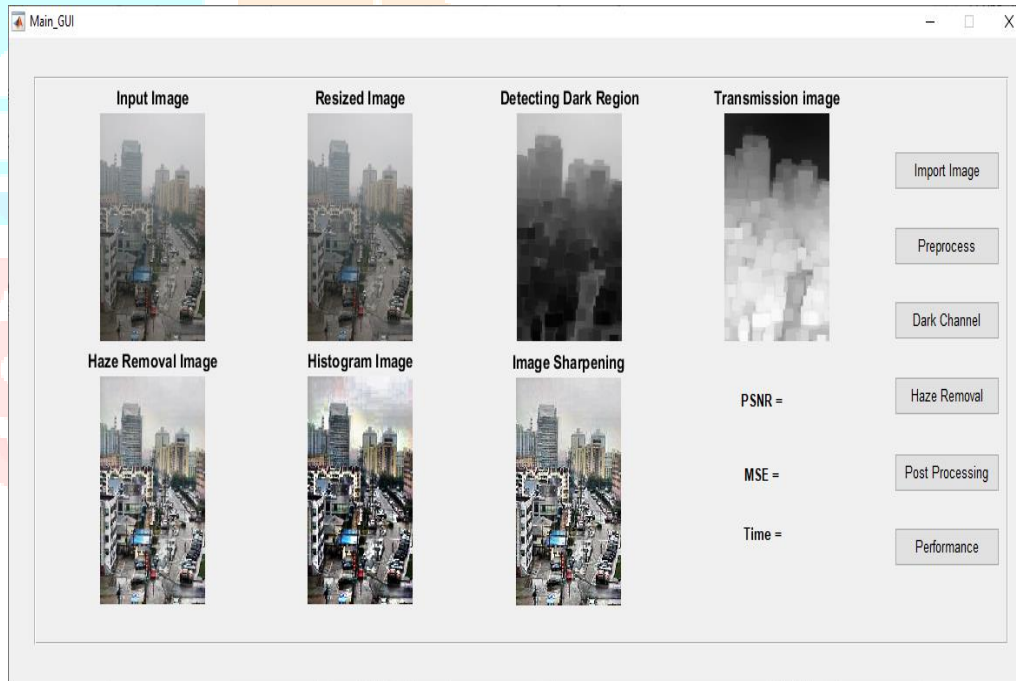 Main_GUI
Input Image
Resized Image
Detecting Dark Region
Transmission image
Import Image
Preprocess
Dark Channel
Haze Removal Image
Histogram Image
Image Sharpening
PSNR =
Haze Removal
MSE =
Post Processing
Time =
Performance